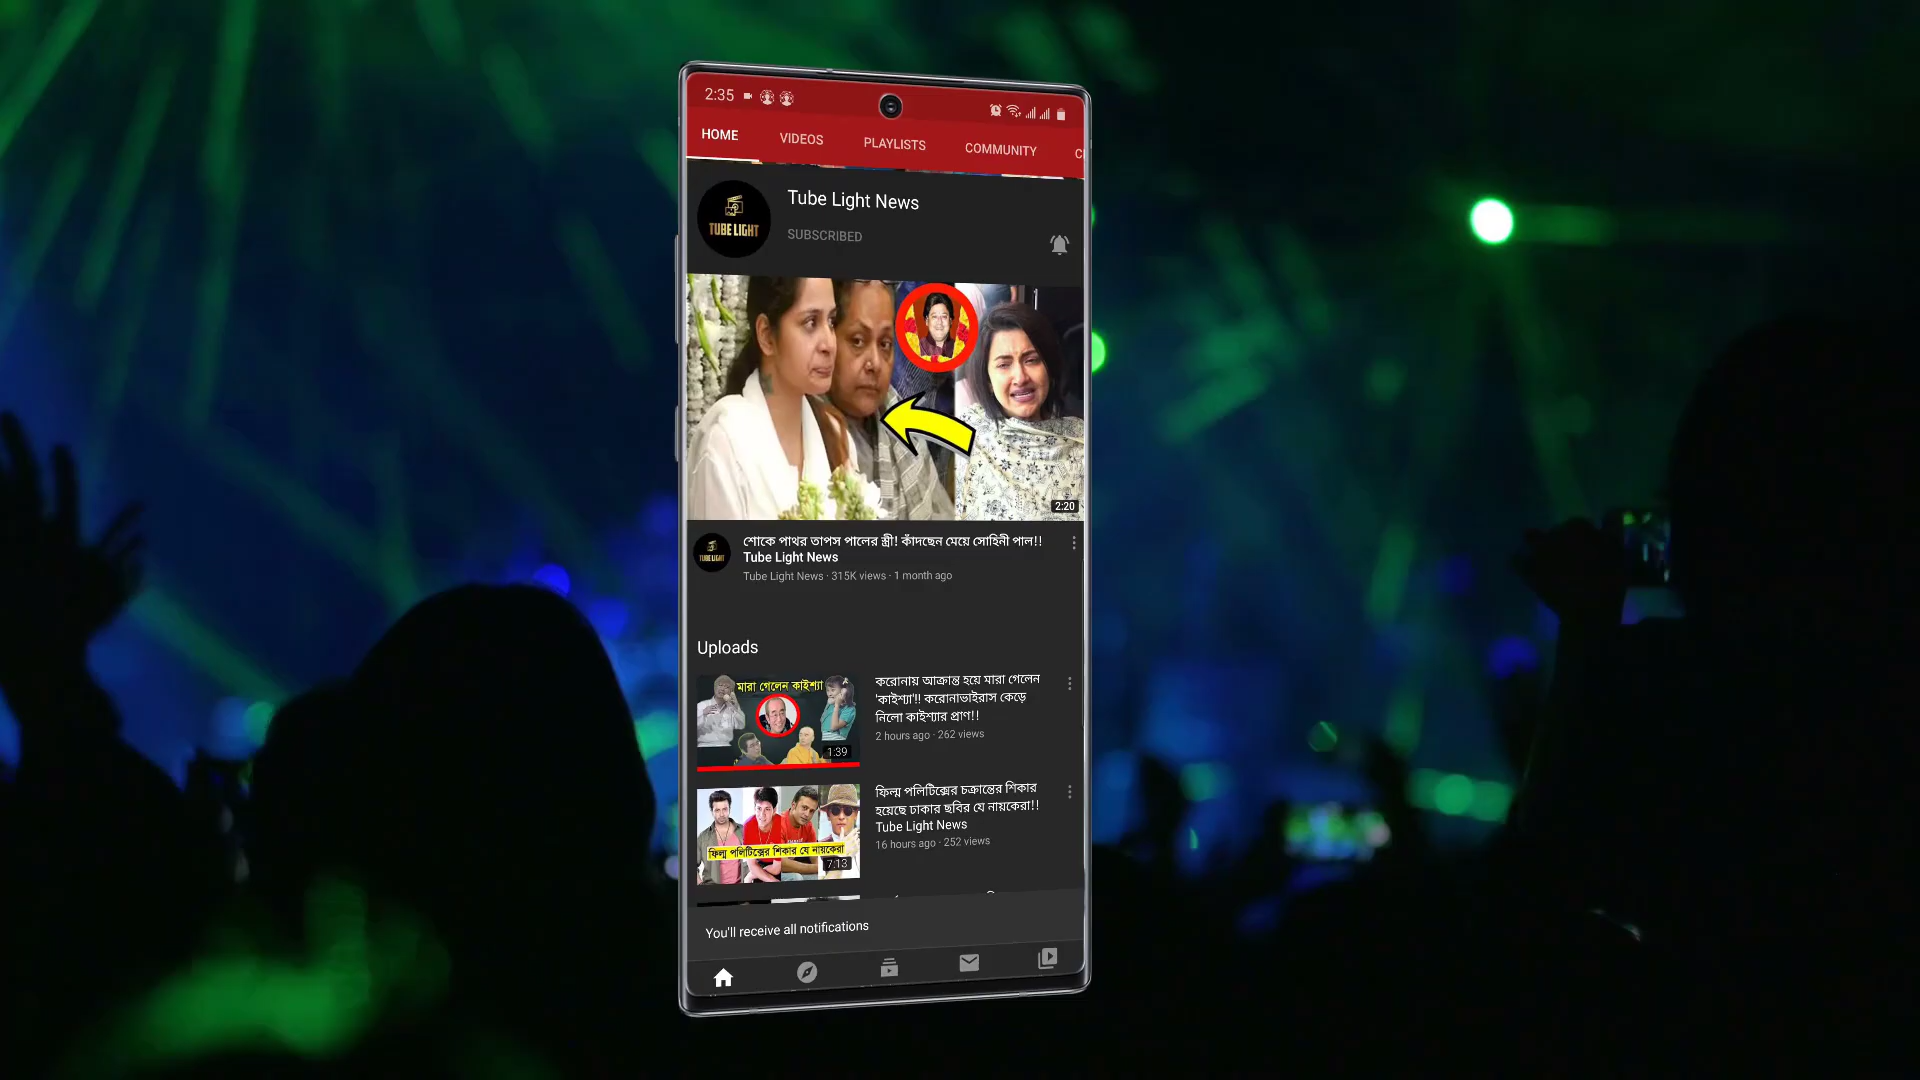 2:35
HOME
VIDEOS
PLAYLISTS
COMMUNITY
Tube Light News
TUBE LIGHT
SUBSCRIBED
2:20
শোকে পাথর তাপস পালের স্ত্রী! কাঁদছেন মেয়ে সোহিনী পাল!!
Tube Light News
TUBE LIGHT
Tube Light News · 315K views · 1 month ago
Uploads
মারা গেলেন কাইশ্যা
1:39
করোনায় আক্রান্ত হয়ে মারা গেলেন
'কাইশ্যা'!! করোনাভাইরাস কেড়ে
নিলো কাইশ্যার প্রাণ!!
2 hours ago · 262 views
ফিল্ম পলিটিক্সের শিকার যে নায়কেরা
7:13
ফিল্ম পলিটিক্সের চক্রান্তের শিকার
হয়েছে ঢাকার ছবির যে নায়কেরা!!
Tube Light News
16 hours ago · 252 views
You'll receive all notifications